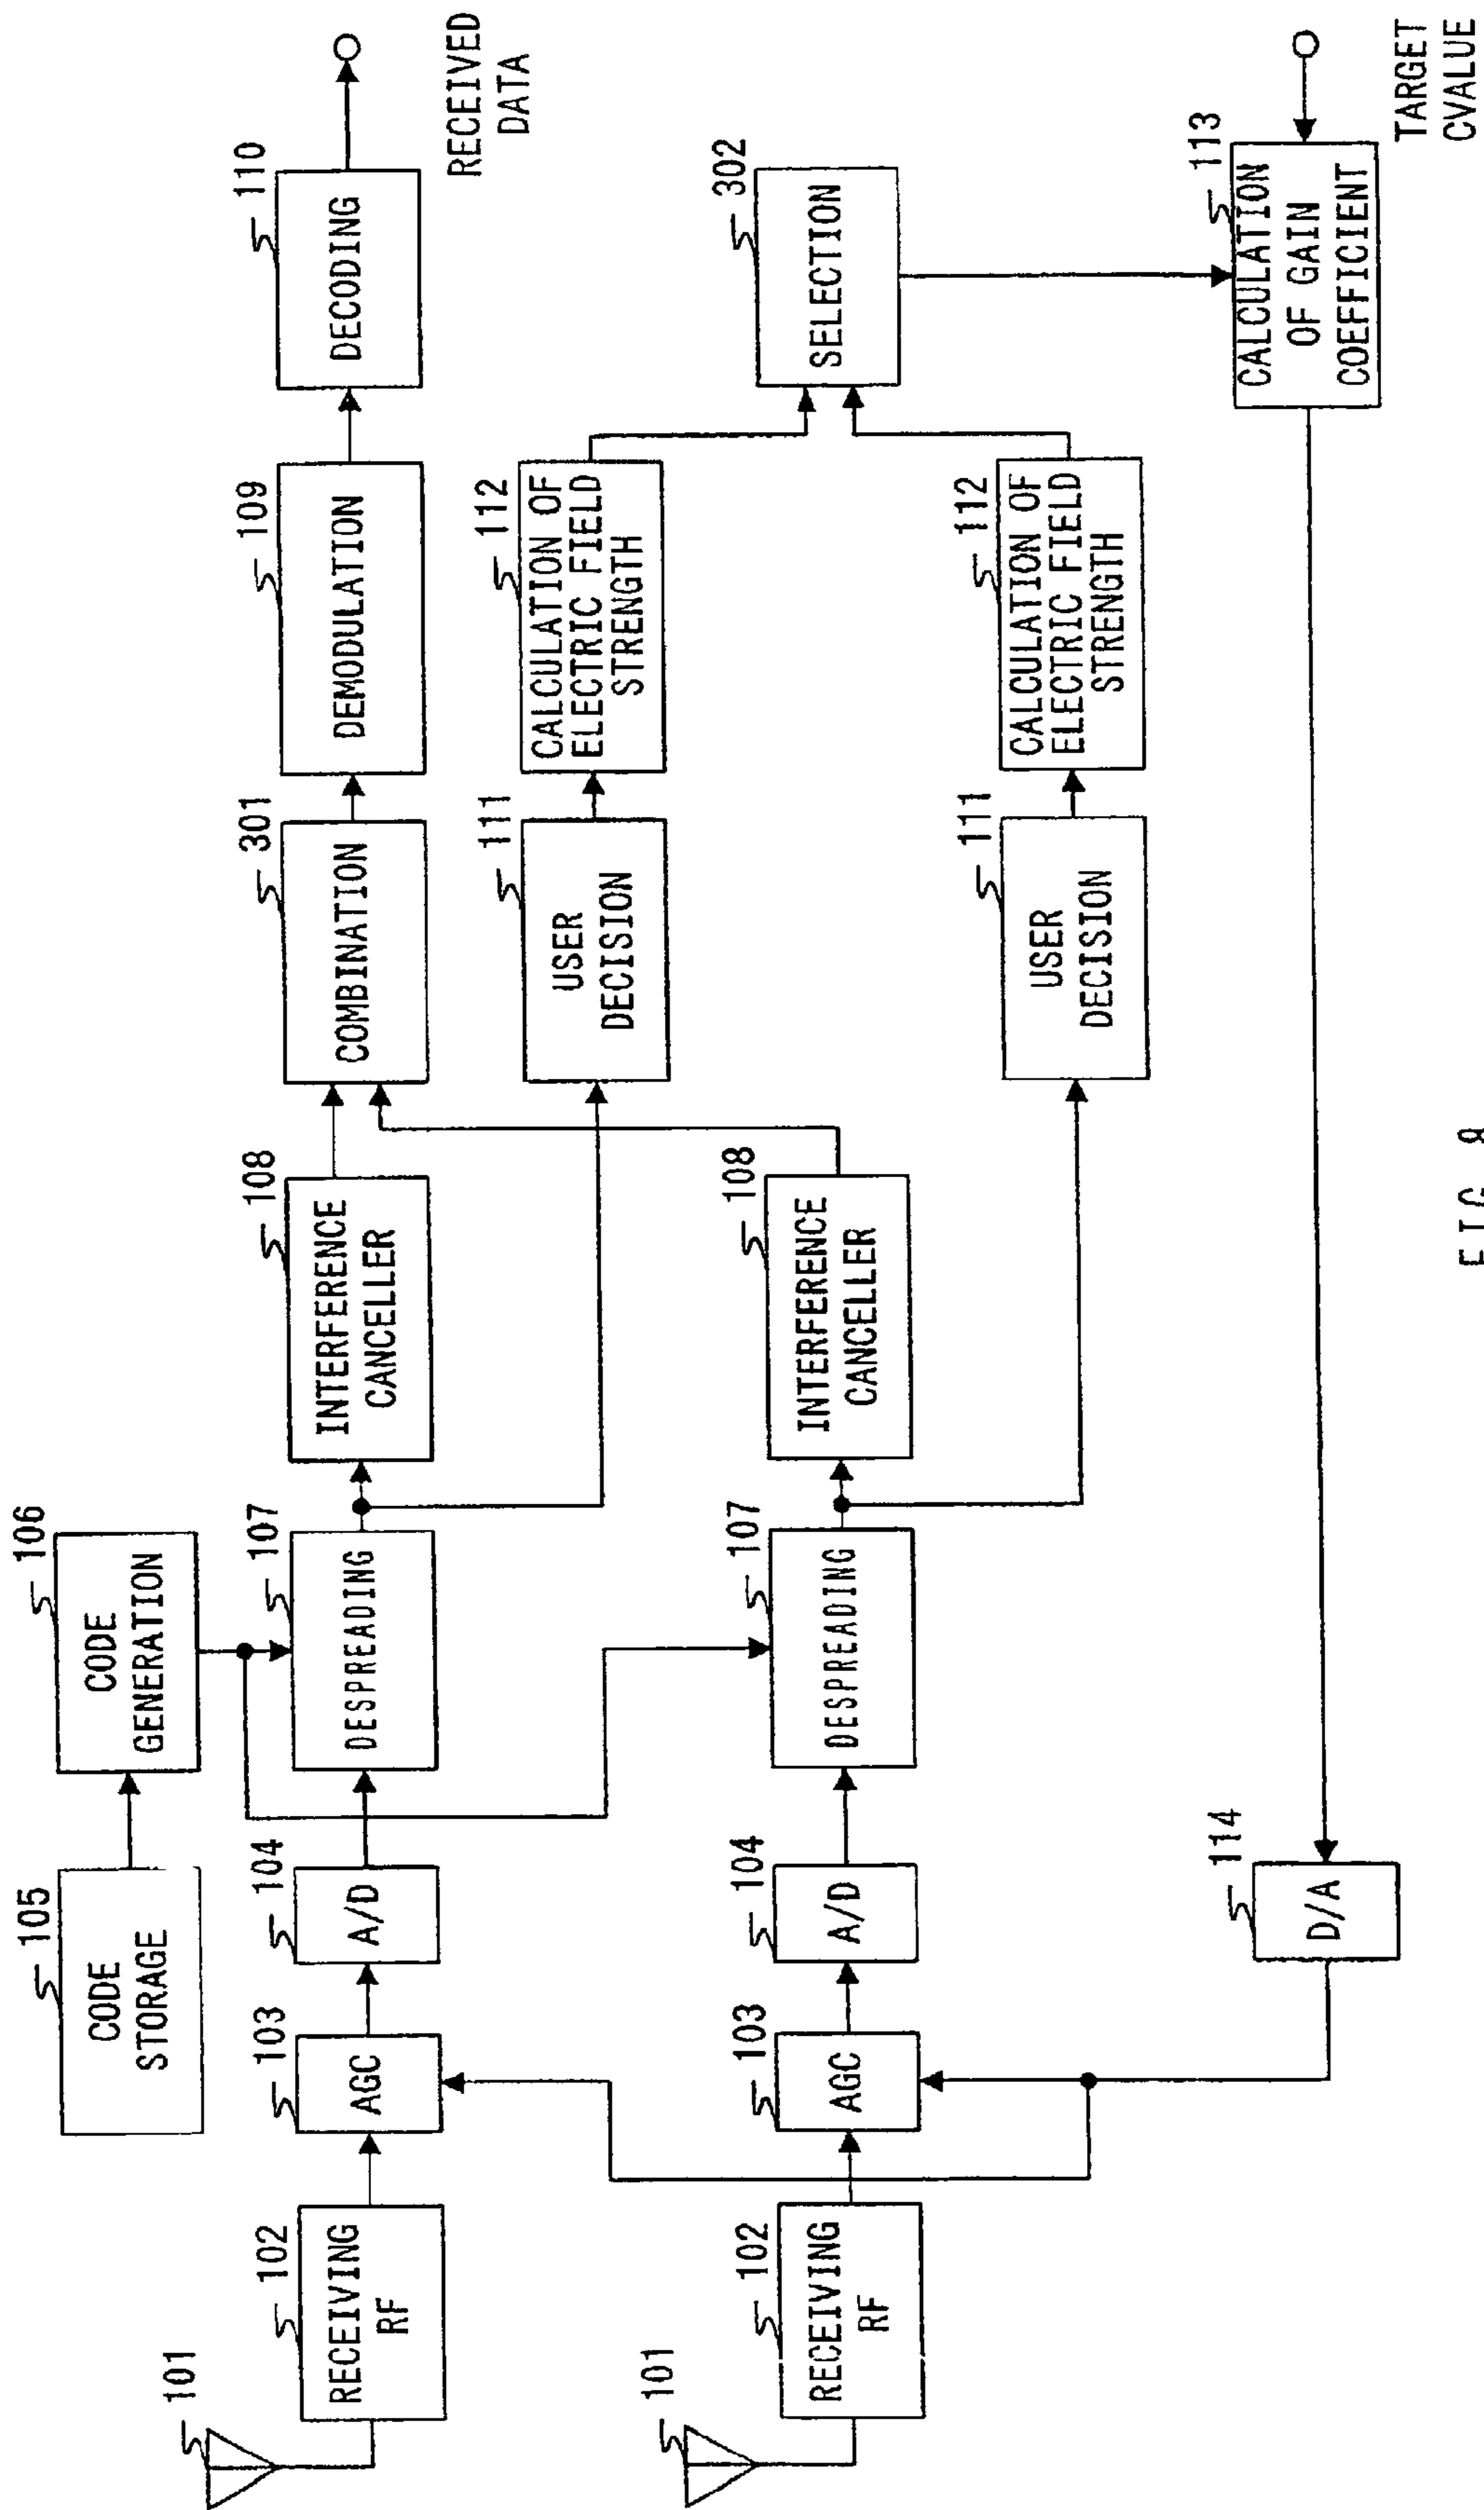 105
CODE
STORAGE
106
CODE
GENERATION
101
102
RECEIVING
RF
103
AGC
104
A/D
107
DESPREADING
108
INTERFERENCE
CANCELLER
301
COMBINATION
109
DEMODULATION
110
DECODING
RECEIVED
DATA
111
USER
DECISION
112
CALCULATION OF
ELECTRIC FIELD
STRENGTH
101
102
RECEIVING
RF
103
AGC
104
A/D
107
DESPREADING
108
INTERFERENCE
CANCELLER
302
SELECTION
111
USER
DECISION
112
CALCULATION OF
ELECTRIC FIELD
STRENGTH
114
D/A
113
CALCULATION
OF GAIN
COEFFICIENT
TARGET
CVALUE